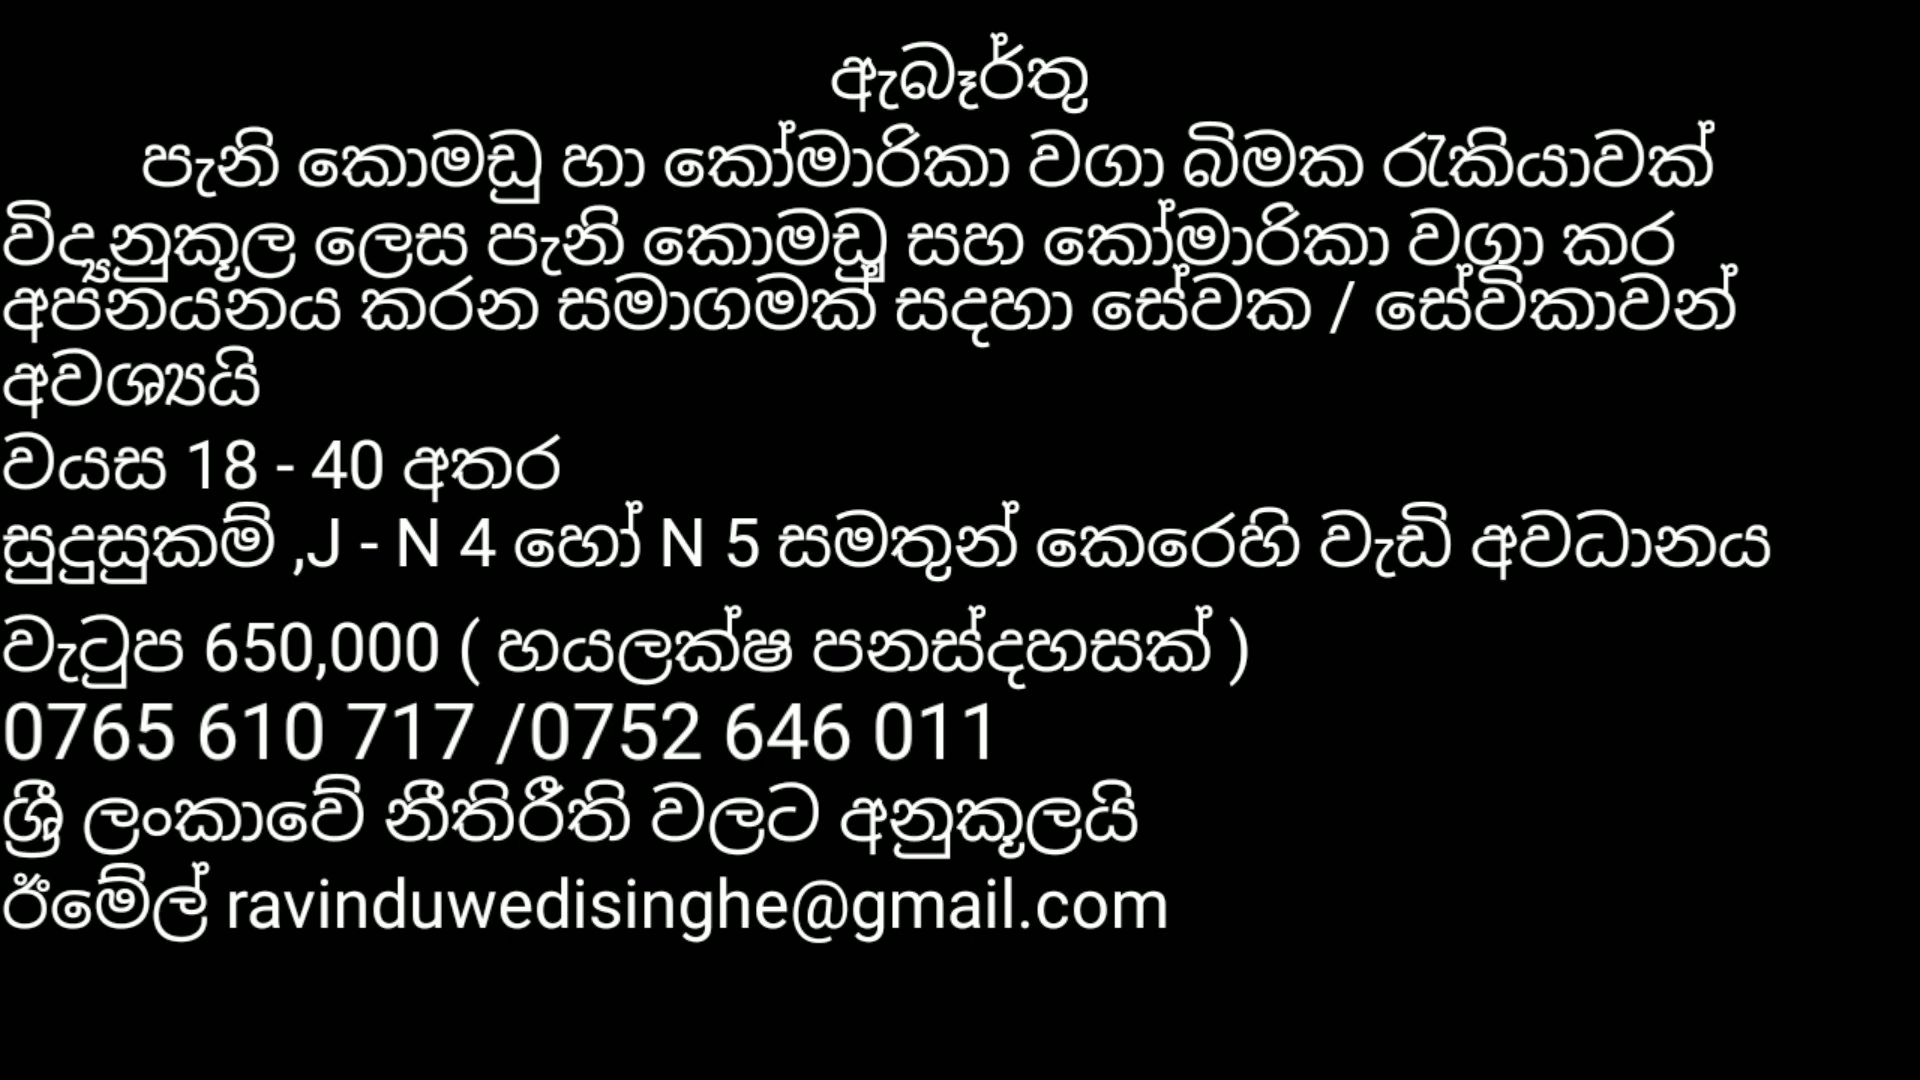 ඇබෑර්තු
පැනි කොමඩු හා කෝමාරිකා වගා බිමක රැකියාවක්
විද්‍යනුකූල ලෙස පැනි කොමඩු සහ කෝමාරිකා වගා කර
අපනයනය කරන සමාගමක් සදහා සේවක / සේවිකාවන්
අවශ්‍යයි
වයස 18 - 40 අතර
සුදුසුකම් ,J - N 4 හෝ N 5 සමතුන් කෙරෙහි වැඩි අවධානය
වැටුප 650,000 ( හයලක්ෂ පනස්දහසක් )
0765 610 717 /0752 646 011
ශ්‍රී ලංකාවේ නීතිරීති වලට අනුකූලයි
ඊමේල් ravinduwedisinghe@gmail.com